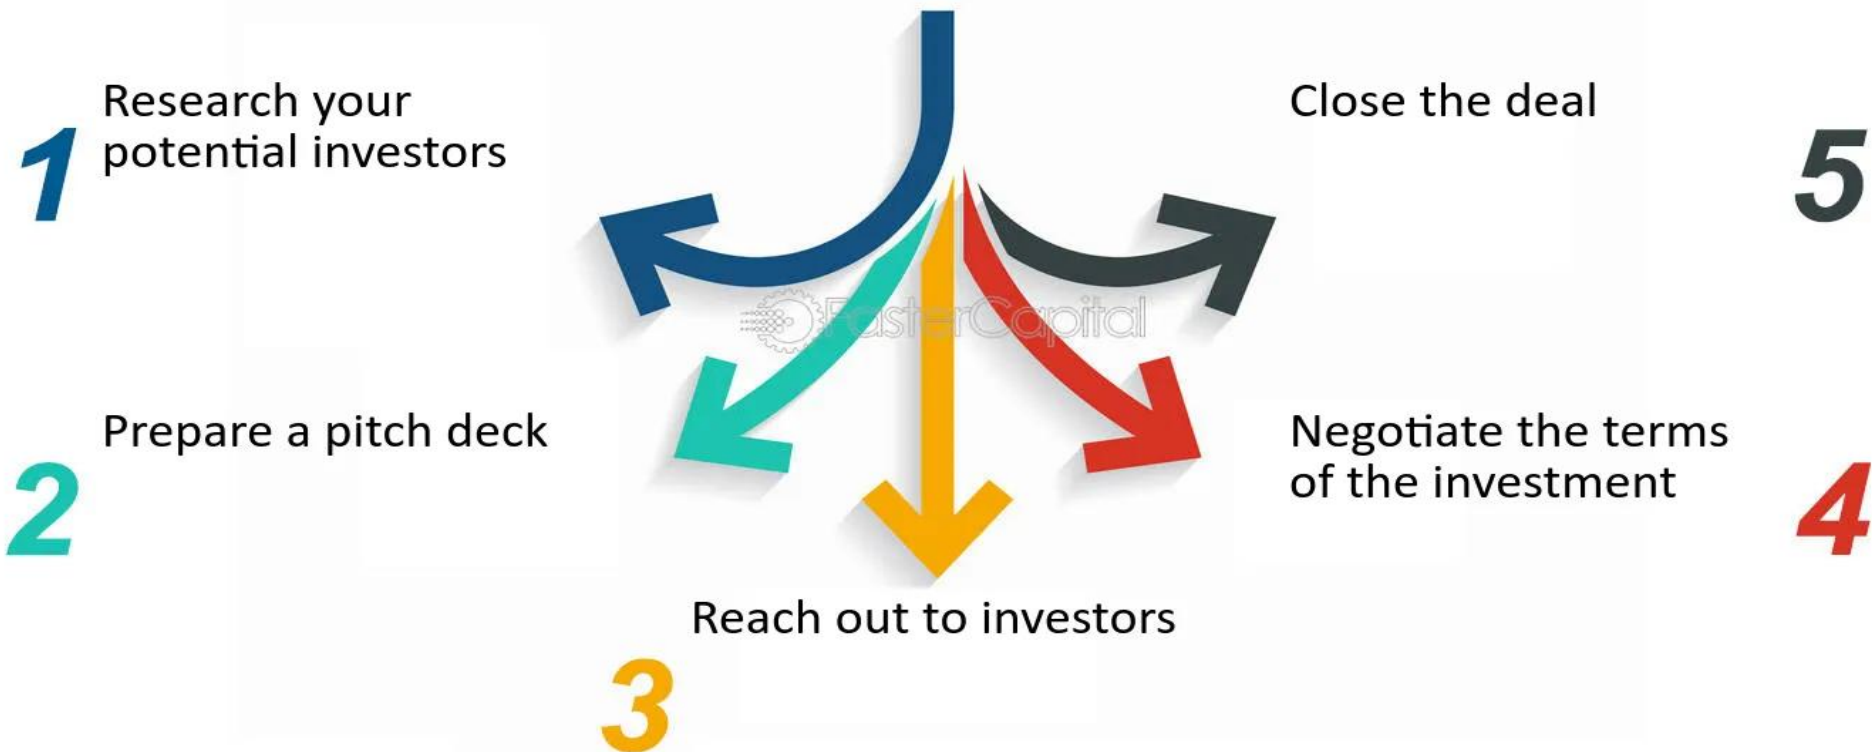 1
Research your
potential investors
2
Prepare a pitch deck
3
Reach out to investors
4
Negotiate the terms
of the investment
5
Close the deal
FasterCapital